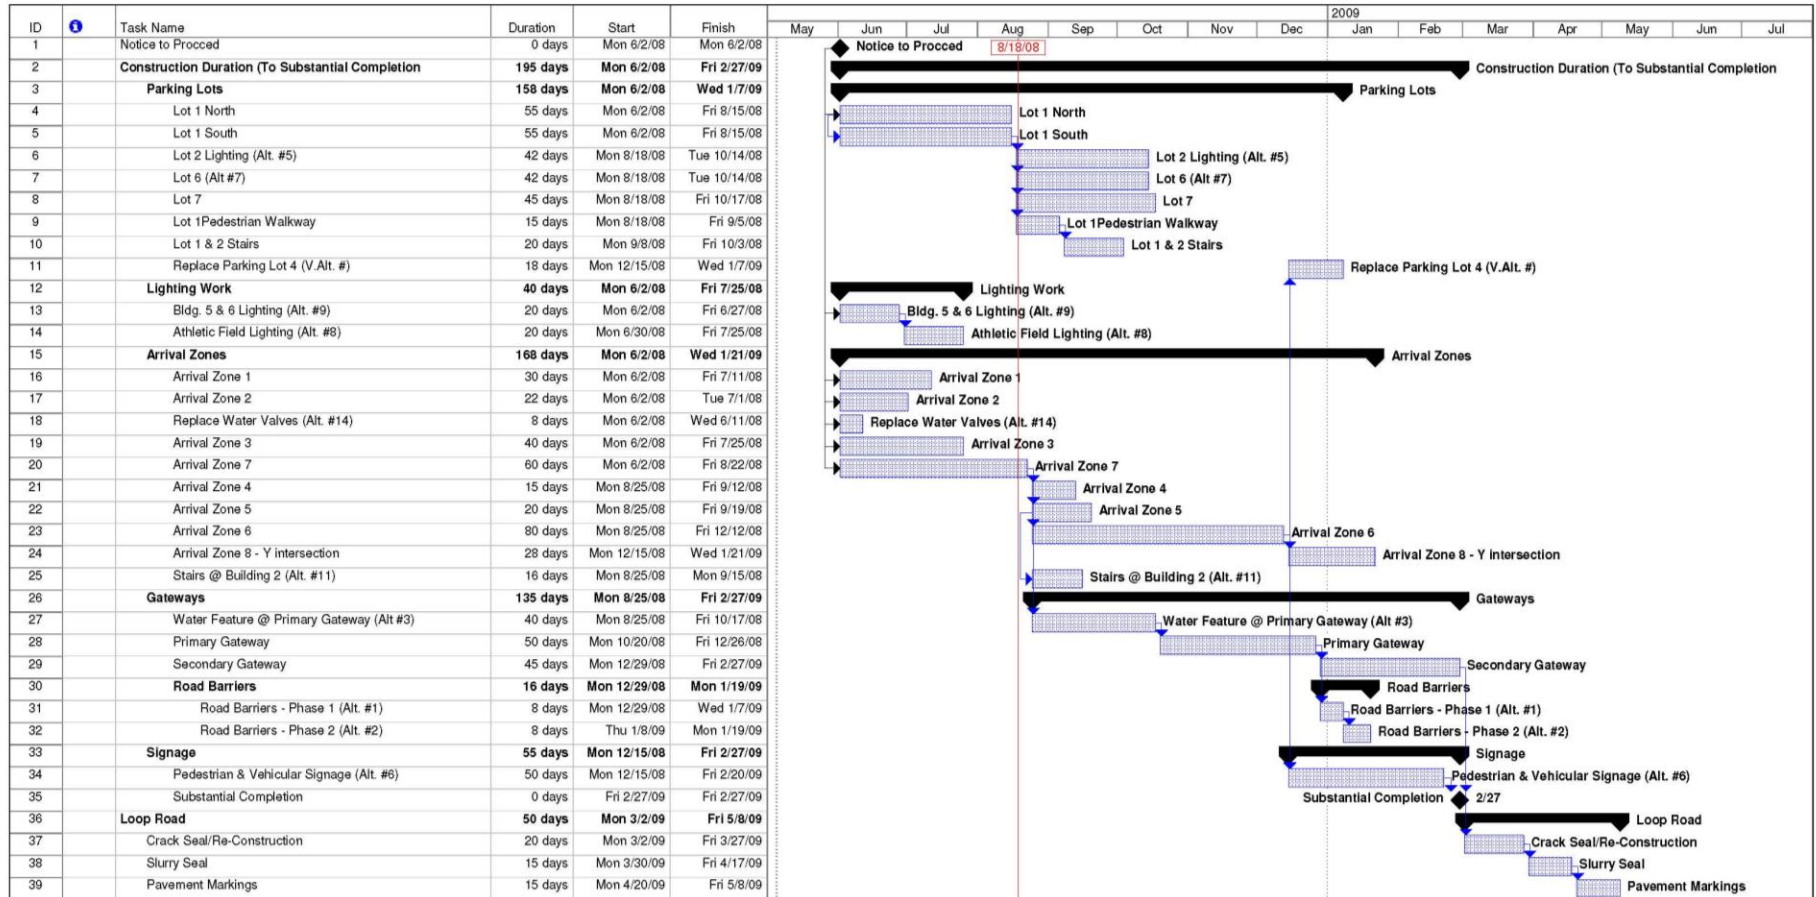 2009
ID Task Name Duration Start Finish May Jun Jul Aug Sep Oct Nov Dec Jan Feb Mar Apr May Jun Jul
1 Notice to Procced 0 days Mon 6/2/08 Mon 6/2/08 Notice to Procced 8/18/08
2 Construction Duration (To Substantial Completion 195 days Mon 6/2/08 Fri 2/27/09 Construction Duration (To Substantial Completion
3 Parking Lots 158 days Mon 6/2/08 Wed 1/7/09 Parking Lots
4 Lot 1 North 55 days Mon 6/2/08 Fri 8/15/08 Lot 1 North
5 Lot 1 South 55 days Mon 6/2/08 Fri 8/15/08 Lot 1 South
6 Lot 2 Lighting (Alt. #5) 42 days Mon 8/18/08 Tue 10/14/08 Lot 2 Lighting (Alt. #5)
7 Lot 6 (Alt #7) 42 days Mon 8/18/08 Tue 10/14/08 Lot 6 (Alt #7)
8 Lot 7 45 days Mon 8/18/08 Fri 10/17/08 Lot 7
9 Lot 1Pedestrian Walkway 15 days Mon 8/18/08 Fri 9/5/08 Lot 1Pedestrian Walkway
10 Lot 1 & 2 Stairs 20 days Mon 9/8/08 Fri 10/3/08 Lot 1 & 2 Stairs
11 Replace Parking Lot 4 (V.Alt. #) 18 days Mon 12/15/08 Wed 1/7/09 Replace Parking Lot 4 (V.Alt. #)
12 Lighting Work 40 days Mon 6/2/08 Fri 7/25/08 Lighting Work
13 Bldg. 5 & 6 Lighting (Alt. #9) 20 days Mon 6/2/08 Fri 6/27/08 Bldg. 5 & 6 Lighting (Alt. #9)
14 Athletic Field Lighting (Alt. #8) 20 days Mon 6/30/08 Fri 7/25/08 Athletic Field Lighting (Alt. #8)
15 Arrival Zones 168 days Mon 6/2/08 Wed 1/21/09 Arrival Zones
16 Arrival Zone 1 30 days Mon 6/2/08 Fri 7/11/08 Arrival Zone 1
17 Arrival Zone 2 22 days Mon 6/2/08 Tue 7/1/08 Arrival Zone 2
18 Replace Water Valves (Alt. #14) 8 days Mon 6/2/08 Wed 6/11/08 Replace Water Valves (Alt. #14)
19 Arrival Zone 3 40 days Mon 6/2/08 Fri 7/25/08 Arrival Zone 3
20 Arrival Zone 7 60 days Mon 6/2/08 Fri 8/22/08 Arrival Zone 7
21 Arrival Zone 4 15 days Mon 8/25/08 Fri 9/12/08 Arrival Zone 4
22 Arrival Zone 5 20 days Mon 8/25/08 Fri 9/19/08 Arrival Zone 5
23 Arrival Zone 6 80 days Mon 8/25/08 Fri 12/12/08 Arrival Zone 6
24 Arrival Zone 8 - Y intersection 28 days Mon 12/15/08 Wed 1/21/09 Arrival Zone 8 - Y intersection
25 Stairs @ Building 2 (Alt. #11) 16 days Mon 8/25/08 Mon 9/15/08 Stairs @ Building 2 (Alt. #11)
26 Gateways 135 days Mon 8/25/08 Fri 2/27/09 Gateways
27 Water Feature @ Primary Gateway (Alt #3) 40 days Mon 8/25/08 Fri 10/17/08 Water Feature @ Primary Gateway (Alt #3)
28 Primary Gateway 50 days Mon 10/20/08 Fri 12/26/08 Primary Gateway
29 Secondary Gateway 45 days Mon 12/29/08 Fri 2/27/09 Secondary Gateway
30 Road Barriers 16 days Mon 12/29/08 Mon 1/19/09 Road Barriers
31 Road Barriers - Phase 1 (Alt. #1) 8 days Mon 12/29/08 Wed 1/7/09 Road Barriers - Phase 1 (Alt. #1)
32 Road Barriers - Phase 2 (Alt. #2) 8 days Thu 1/8/09 Mon 1/19/09 Road Barriers - Phase 2 (Alt. #2)
33 Signage 55 days Mon 12/15/08 Fri 2/27/09 Signage
34 Pedestrian & Vehicular Signage (Alt. #6) 50 days Mon 12/15/08 Fri 2/20/09 Pedestrian & Vehicular Signage (Alt. #6)
35 Substantial Completion 0 days Fri 2/27/09 Fri 2/27/09 Substantial Completion 2/27
36 Loop Road 50 days Mon 3/2/09 Fri 5/8/09 Loop Road
37 Crack Seal/Re-Construction 20 days Mon 3/2/09 Fri 3/27/09 Crack Seal/Re-Construction
38 Slurry Seal 15 days Mon 3/30/09 Fri 4/17/09 Slurry Seal
39 Pavement Markings 15 days Mon 4/20/09 Fri 5/8/09 Pavement Markings